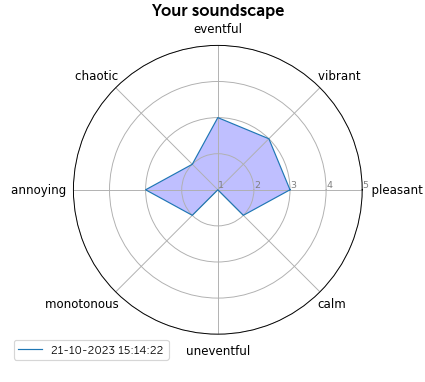 Your soundscape
eventful
chaotic
vibrant
annoying
1 2 3 4 5
pleasant
monotonous
calm
uneventful
21-10-2023 15:14:22